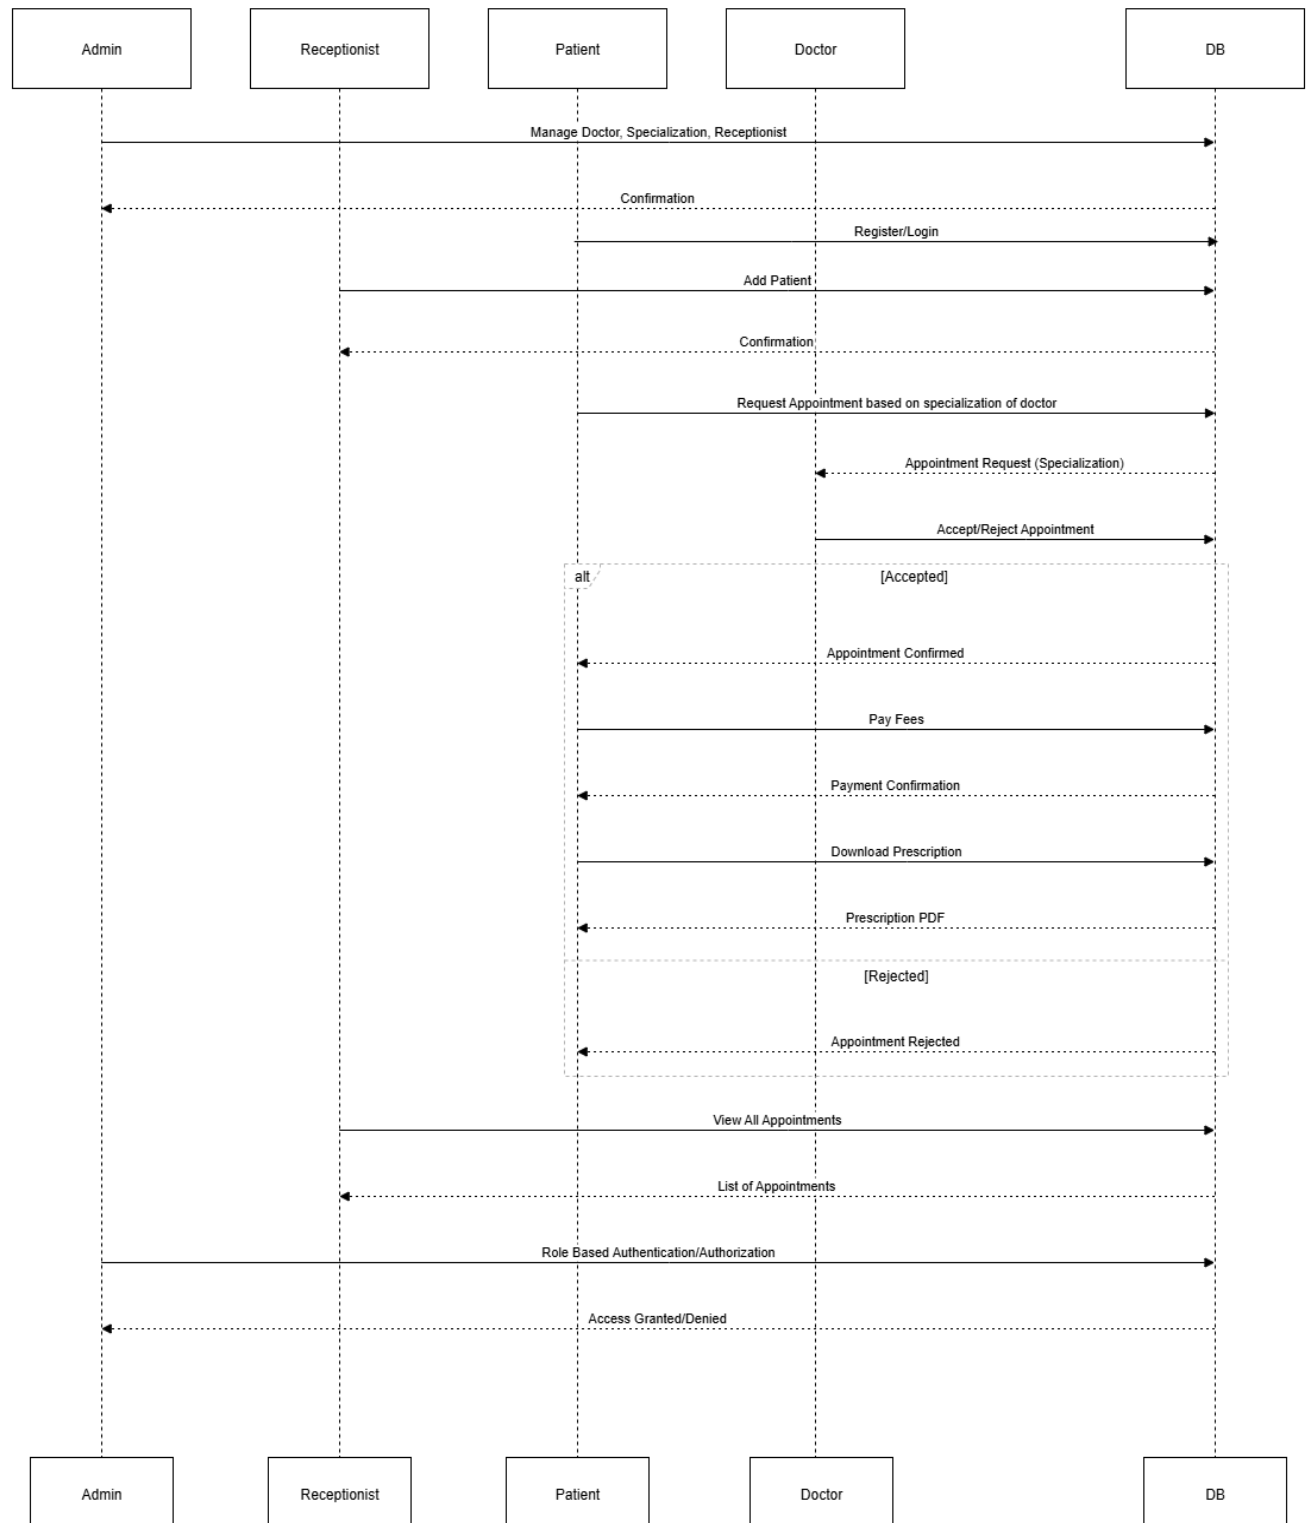 Admin
Receptionist
Patient
Doctor
DB
Manage Doctor, Specialization, Receptionist
Confirmation
Register/Login
Add Patient
Confirmation
Request Appointment based on specialization of doctor
Appointment Request (Specialization)
Accept/Reject Appointment
alt
[Accepted]
Appointment Confirmed
Pay Fees
Payment Confirmation
Download Prescription
Prescription PDF
[Rejected]
Appointment Rejected
View All Appointments
List of Appointments
Role Based Authentication/Authorization
Access Granted/Denied
Admin
Receptionist
Patient
Doctor
DB